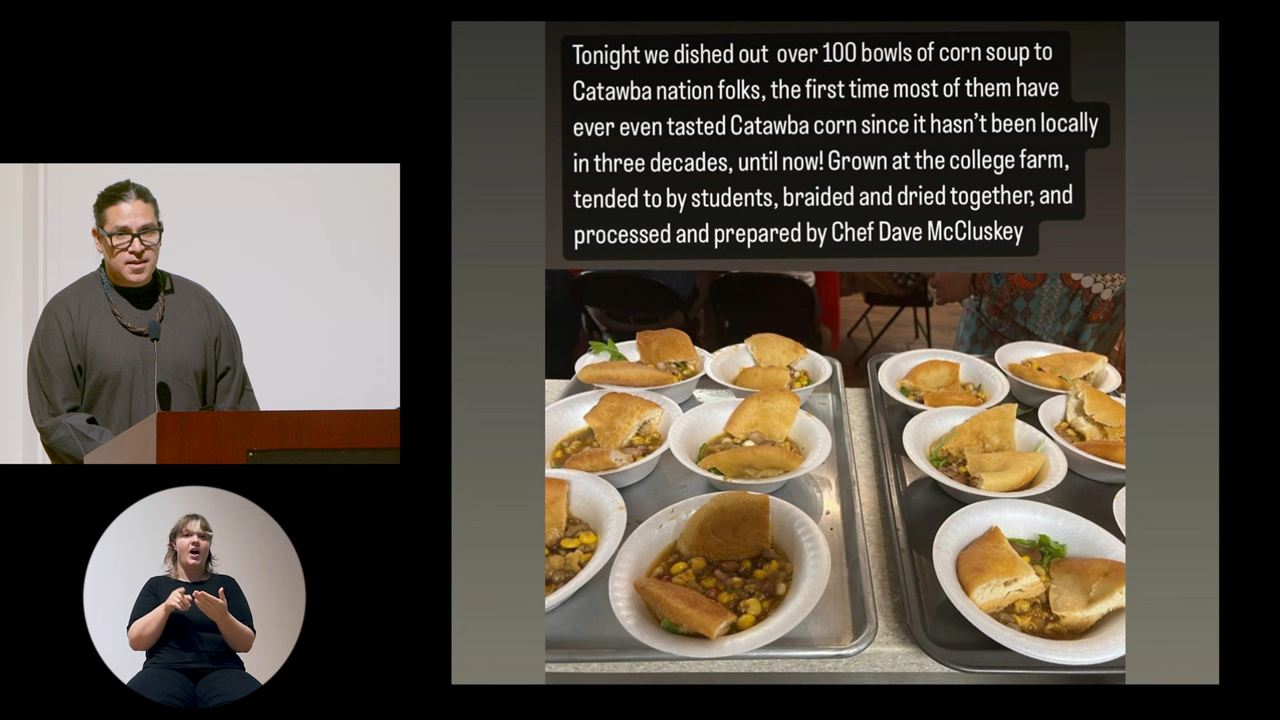 Tonight we dished out over 100 bowls of corn soup to
Catawba nation folks, the first time most of them have
ever even tasted Catawba corn since it hasn't been locally
in three decades, until now! Grown at the college farm,
tended to by students, braided and dried together, and
processed and prepared by Chef Dave McCluskey